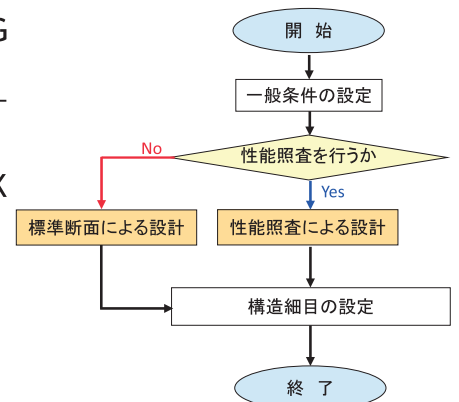 G
開 始
一般条件の設定
性能照査を行うか
No
Yes
X
標準断面による設計
性能照査による設計
構造細目の設定
終 了